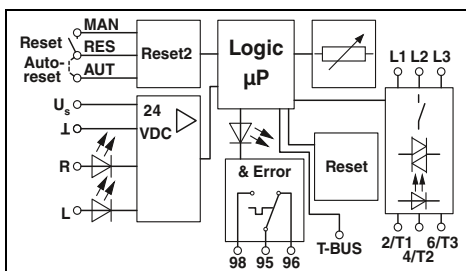 MAN
Reset RES
Auto-
reset AUT
Reset2
Logic
µP
L1 L2 L3
Us
24
VDC
R
L
& Error
Reset
98 95 96
T-BUS
2/T1 6/T3
4/T2